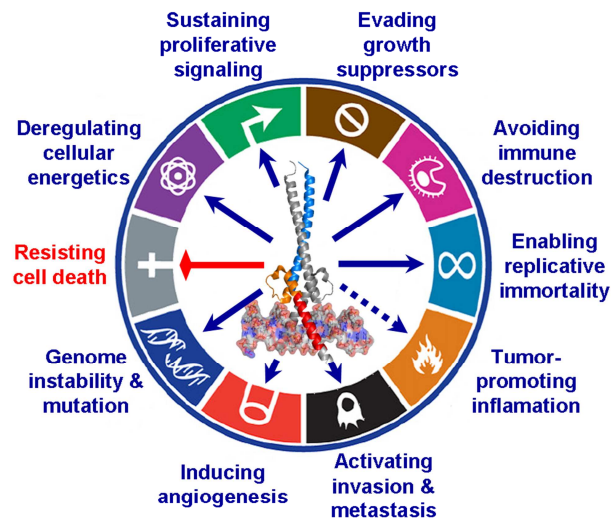 Sustaining
proliferative
signaling
Evading
growth
suppressors
Deregulating
cellular
energetics
Avoiding
immune
destruction
Resisting
cell death
Enabling
replicative
immortality
Genome
instability &
mutation
Tumor-
promoting
inflamation
Inducing
angiogenesis
Activating
invasion &
metastasis